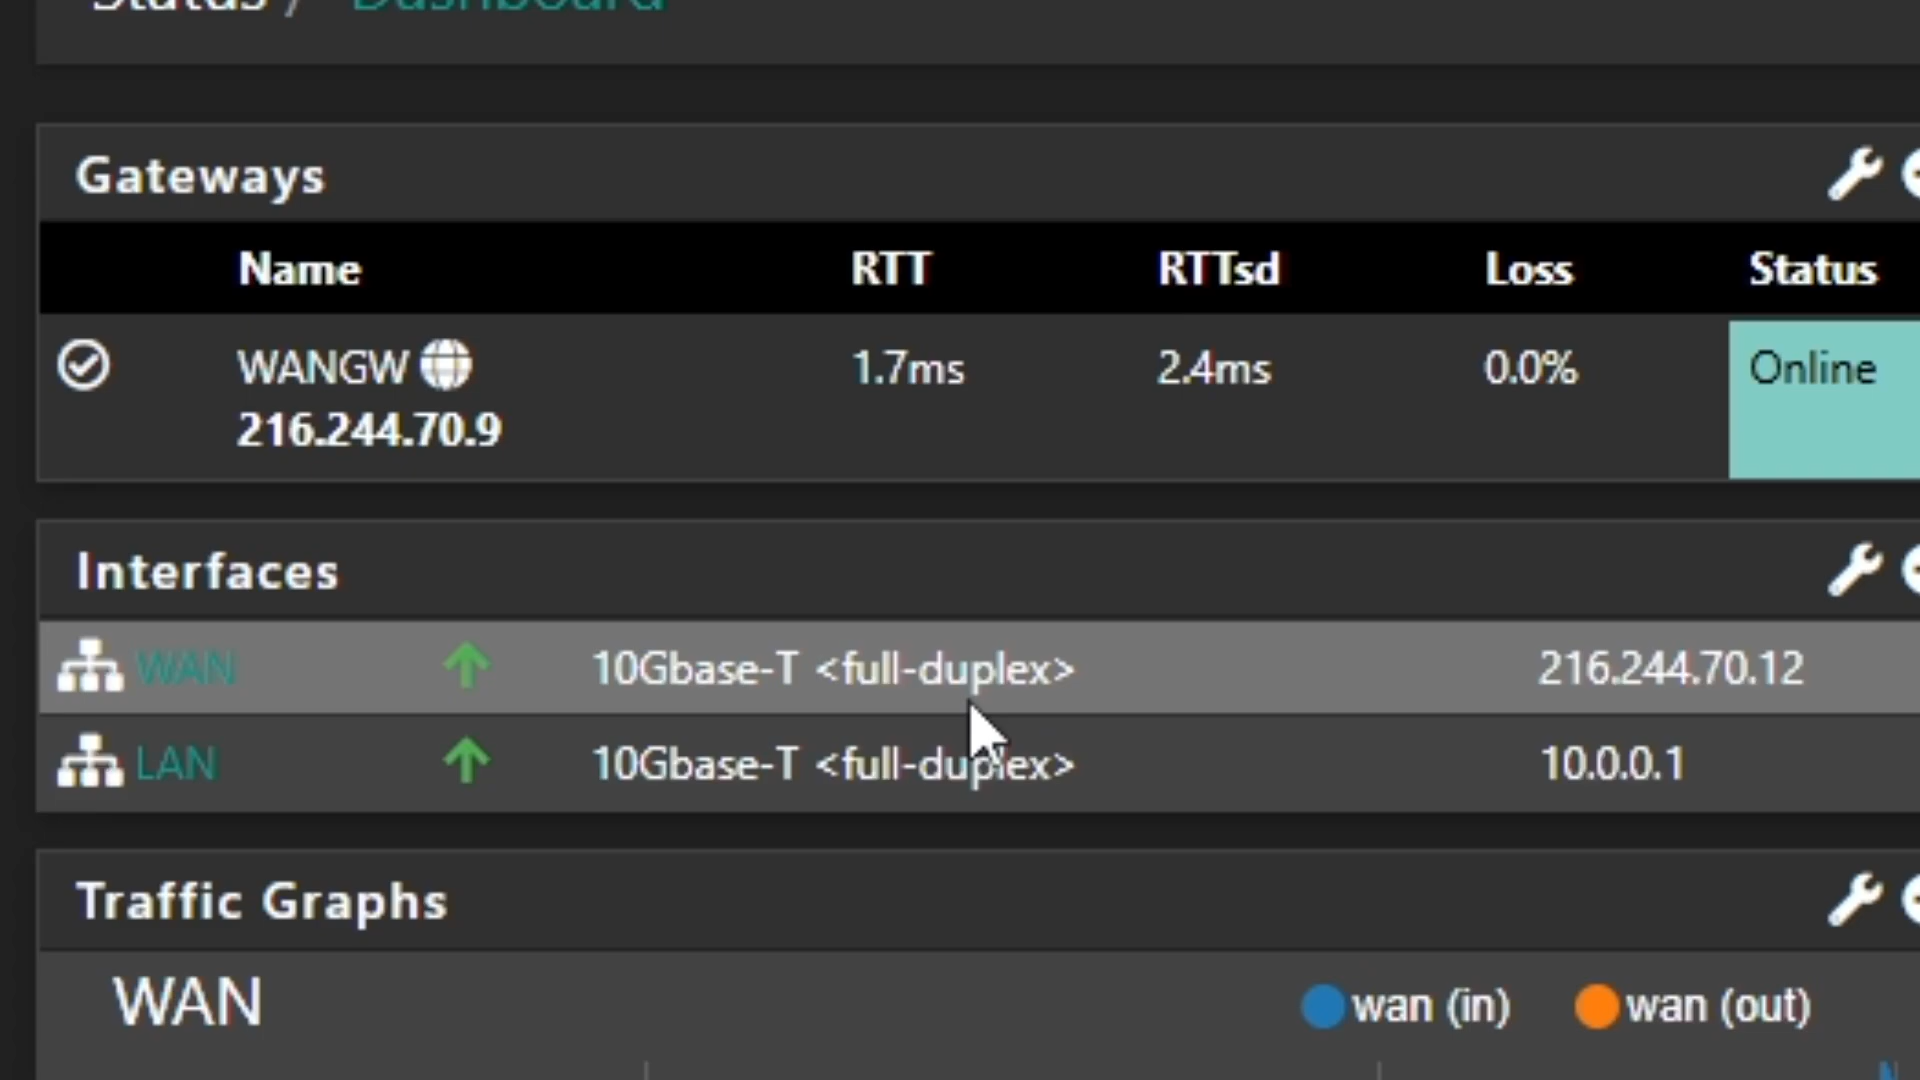 Status / Dashboard
Gateways
Name RTT RTTsd Loss Status
WANGW 1.7ms 2.4ms 0.0% Online
216.244.70.9
Interfaces
WAN 10Gbase-T <full-duplex> 216.244.70.12
LAN 10Gbase-T <full-duplex> 10.0.0.1
Traffic Graphs
WAN wan (in) wan (out)